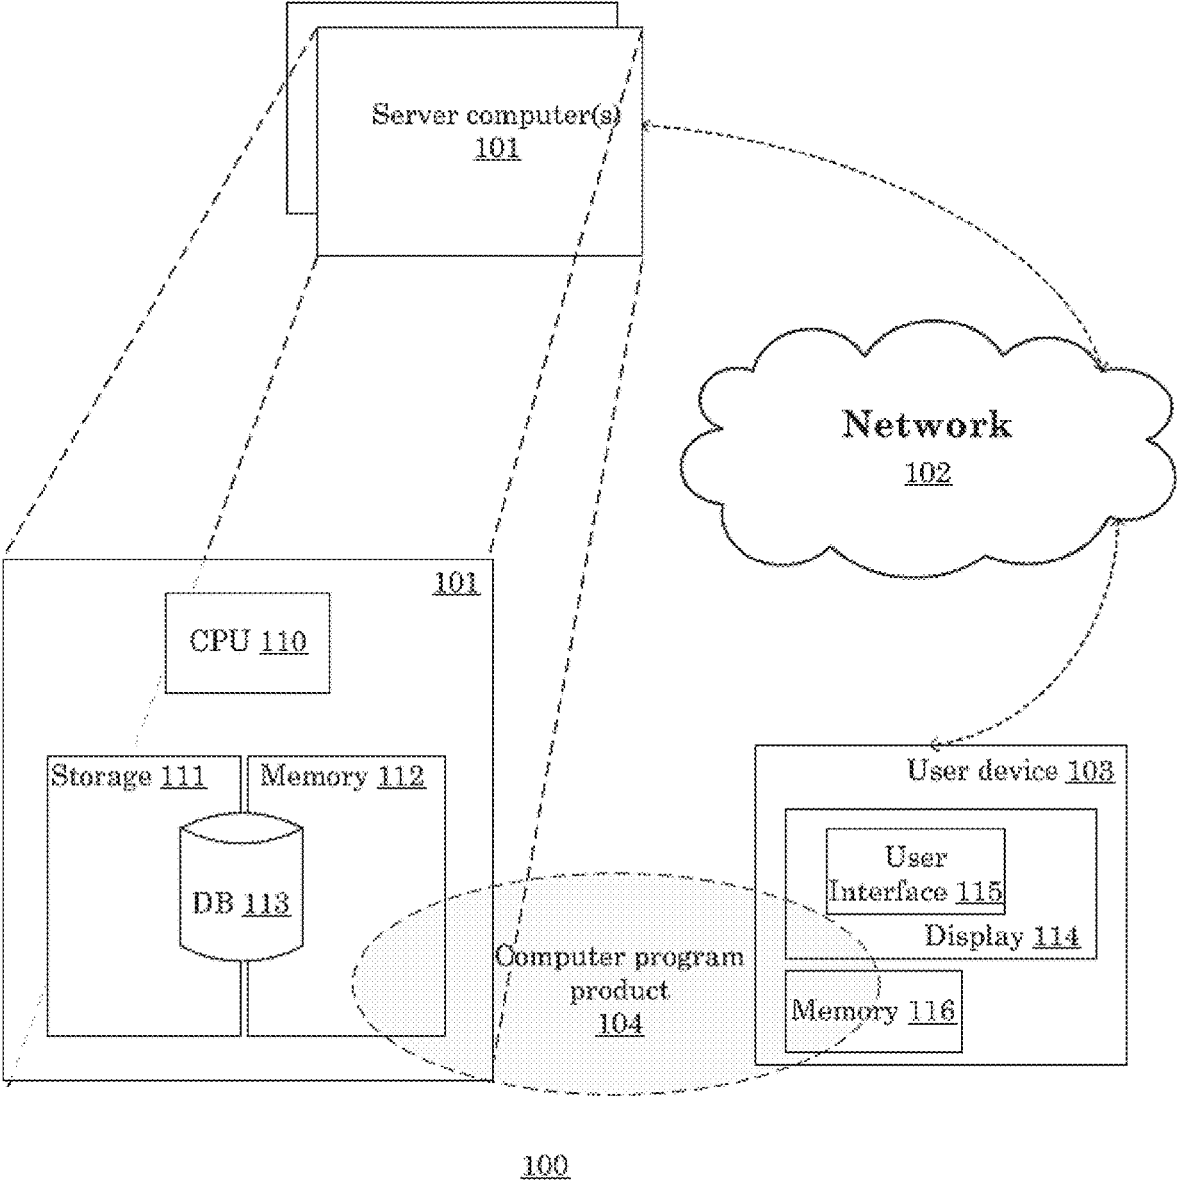 Server computer(s)
101
Network
102
101
CPU 110
Storage 111
Memory 112
DB 113
User device 103
User
Interface 115
Display 114
Memory 116
Computer program
product
104
100